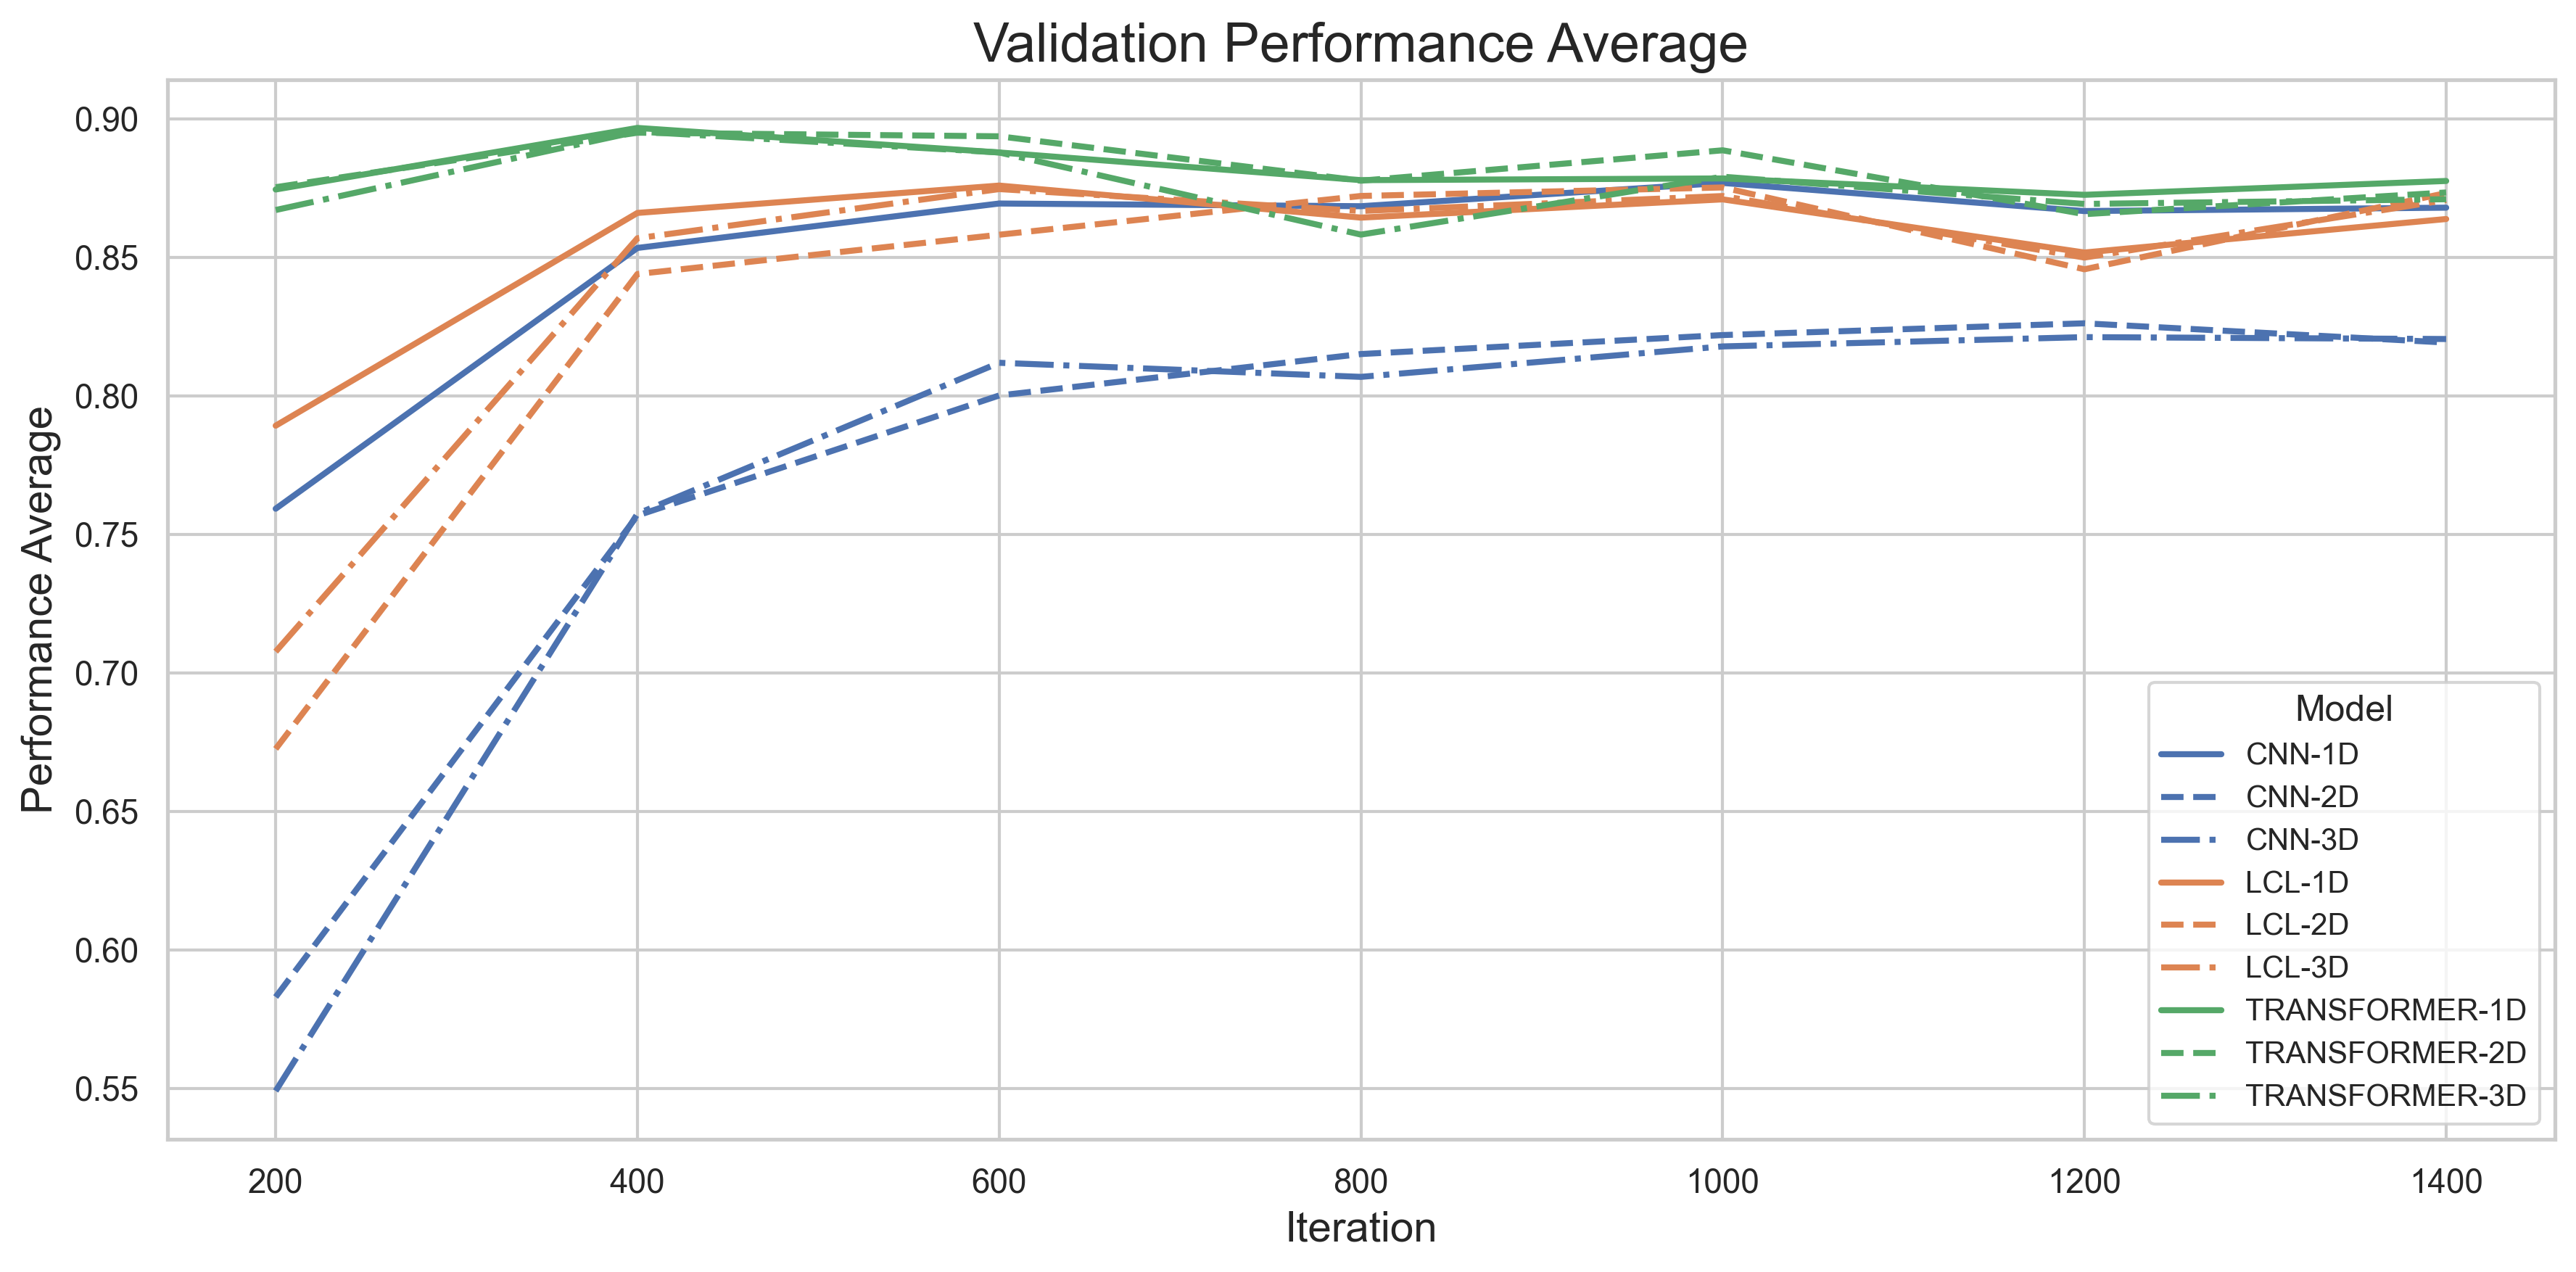 Validation Performance Average
Performance Average
0.90
0.85
0.80
0.75
0.70
0.65
0.60
0.55
200 400 600 800 1000 1200 1400
Iteration
Model
CNN-1D
CNN-2D
CNN-3D
LCL-1D
LCL-2D
LCL-3D
TRANSFORMER-1D
TRANSFORMER-2D
TRANSFORMER-3D